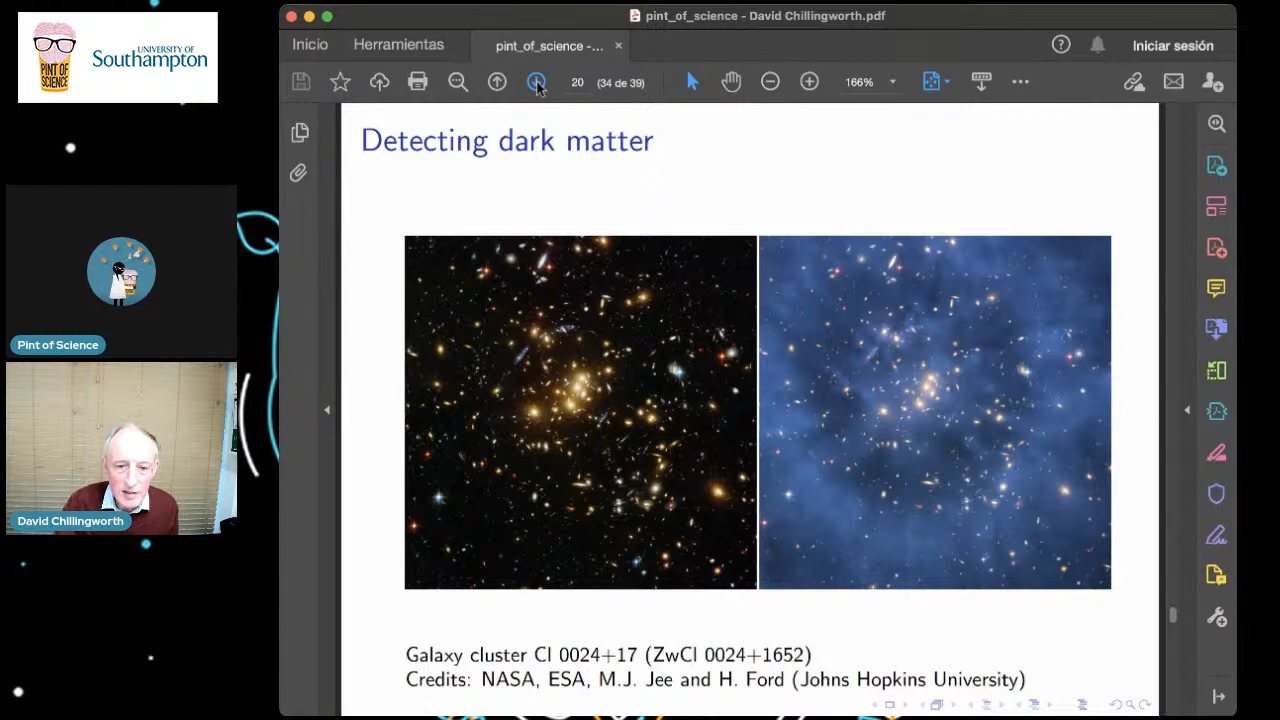 PINT OF SCIENCE
UNIVERSITY OF
Southampton
Pint of Science
David Chillingworth
pint_of_science - David Chillingworth.pdf
Inicio
Herramientas
pint_of_science -...
Iniciar sesión
20
(34 de 39)
166%
Detecting dark matter
Galaxy cluster Cl 0024+17 (ZwCl 0024+1652)
Credits: NASA, ESA, M.J. Jee and H. Ford (Johns Hopkins University)